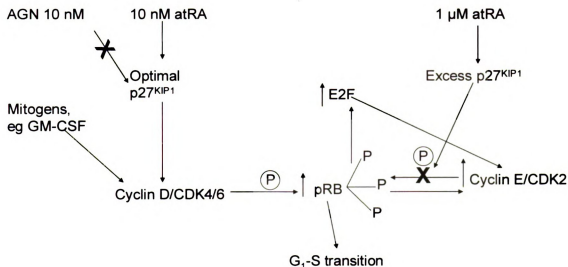 AGN 10 nM 10 nM atRA 1 µM atRA
Optimal
p27KIP1
Excess p27KIP1
E2F
Mitogens,
eg GM-CSF
P
P
Cyclin D/CDK4/6 P pRB P Cyclin E/CDK2
P
G1-S transition